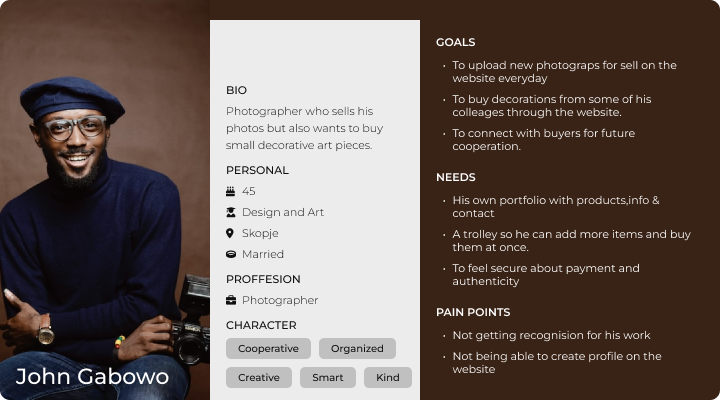 John Gabowo
BIO
Photographer who sells his
photos but also wants to buy
small decorative art pieces.
PERSONAL
45
Design and Art
Skopje
Married
PROFFESION
Photographer
CHARACTER
Cooperative Organized
Creative Smart Kind
GOALS
• To upload new photograps for sell on the
website everyday
• To buy decorations from some of his
colleages through the website.
• To connect with buyers for future
cooperation.
NEEDS
• His own portfolio with products,info &
contact
• A trolley so he can add more items and buy
them at once.
• To feel secure about payment and
authenticity
PAIN POINTS
• Not getting recognision for his work
• Not being able to create profile on the
website